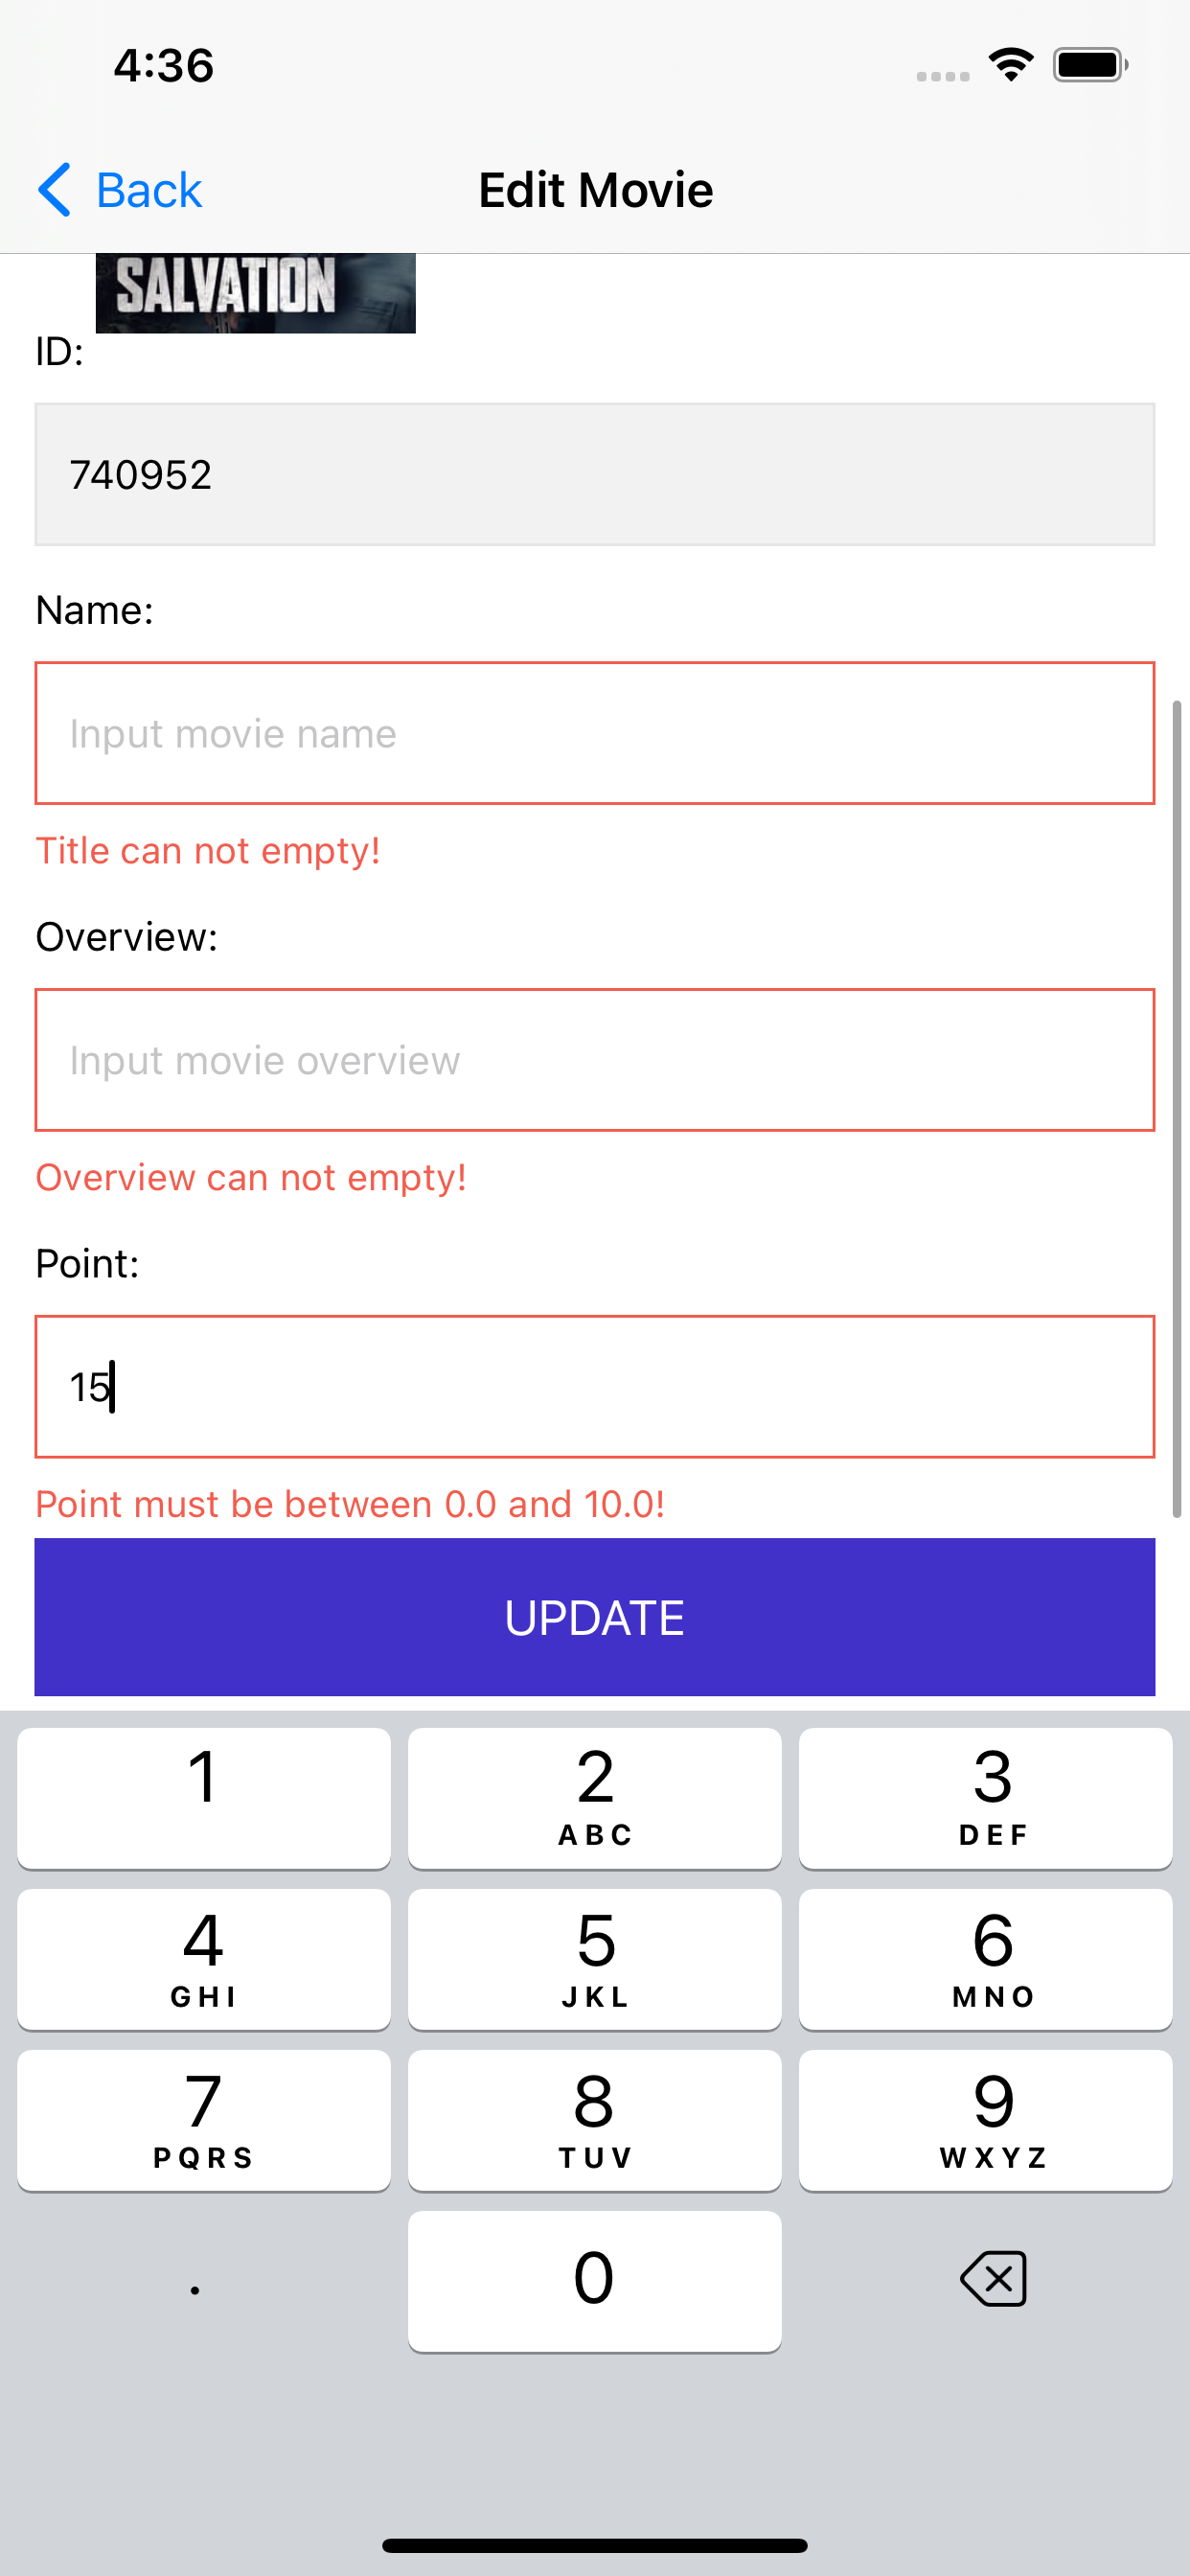 4:36
Back
Edit Movie
SALVATION
ID:
740952
Name:
Input movie name
Title can not empty!
Overview:
Input movie overview
Overview can not empty!
Point:
15
Point must be between 0.0 and 10.0!
UPDATE
1
2
ABC
3
DEF
4
GHI
5
JKL
6
MNO
7
PQRS
8
TUV
9
WXYZ
.
0